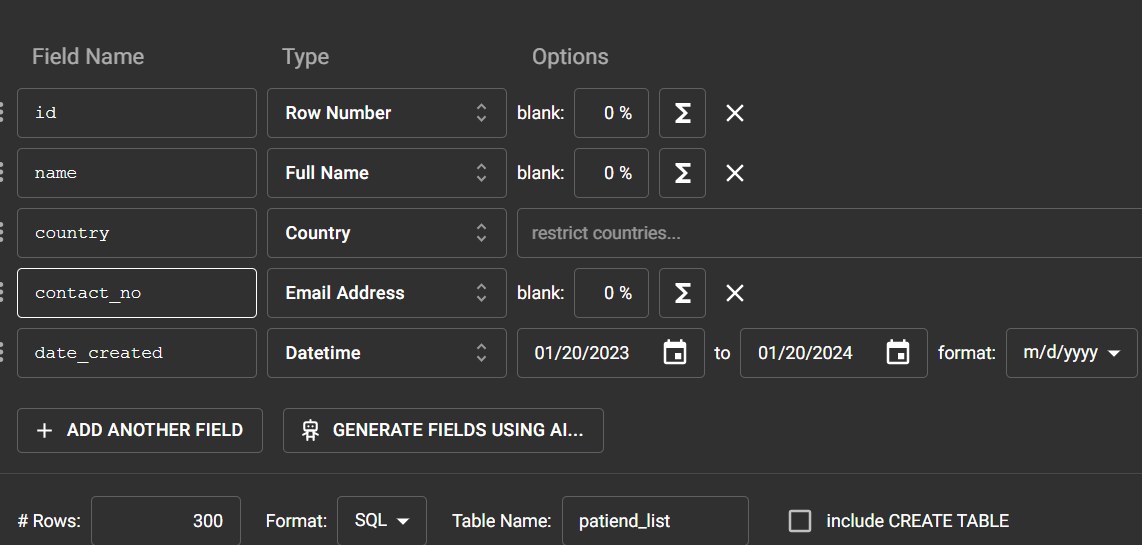 Field Name Type Options
id Row Number blank: 0 % Σ
name Full Name blank: 0 % Σ
country Country restrict countries...
contact_no Email Address blank: 0 % Σ
date_created Datetime 01/20/2023 to 01/20/2024 format: m/d/yyyy
+ ADD ANOTHER FIELD GENERATE FIELDS USING AI...
# Rows: 300 Format: SQL Table Name: patiend_list include CREATE TABLE